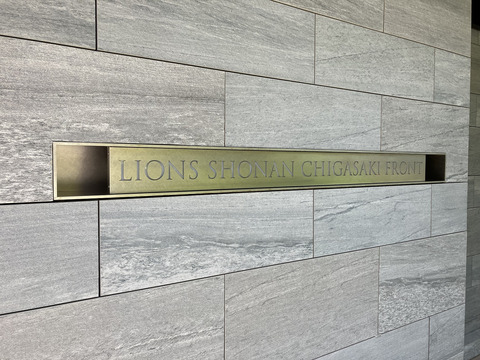 LIONS SHONAN CHIGASAKI FRONT